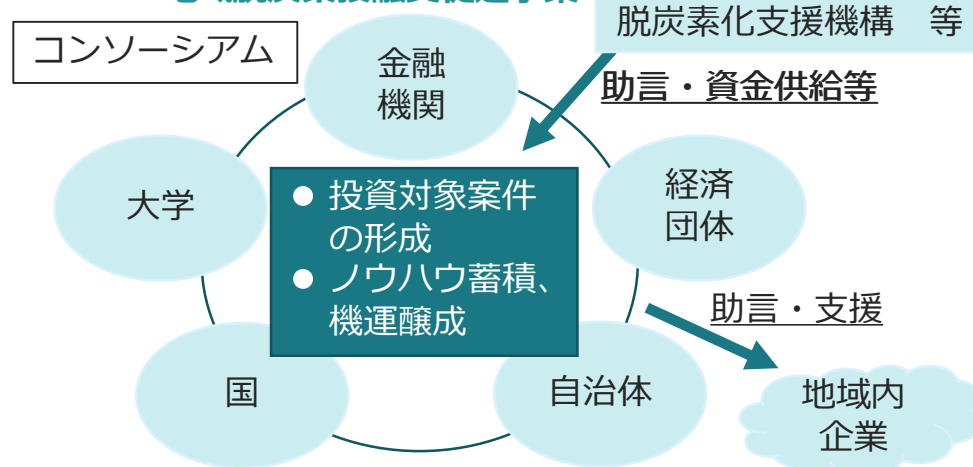 脱炭素化支援機構　等
コンソーシアム
金融
機関
助言・資金供給等
大学
● 投資対象案件
の形成
● ノウハウ蓄積、
機運醸成
経済
団体
助言・支援
国
自治体
地域内
企業